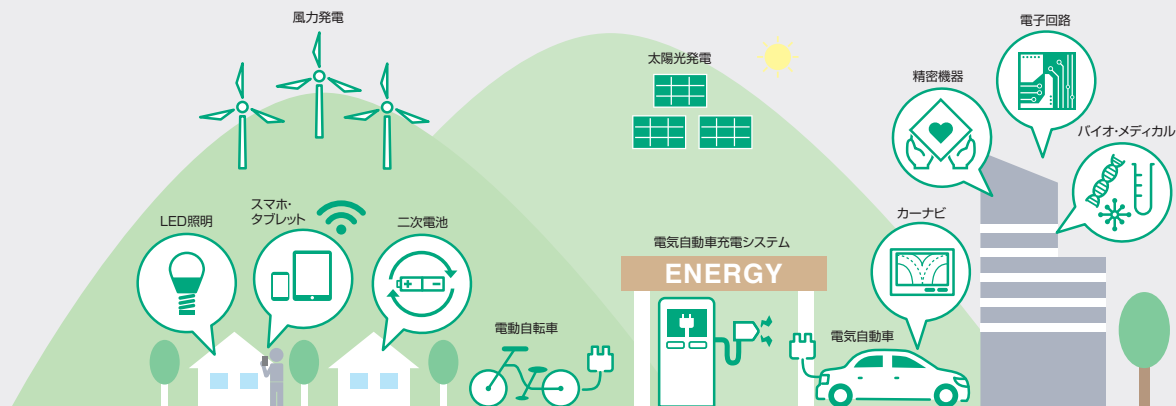 風力発電
太陽光発電
電子回路
精密機器
バイオ・メディカル
LED照明
スマホ・
タブレット
二次電池
カーナビ
電気自動車充電システム
ENERGY
電動自転車
電気自動車